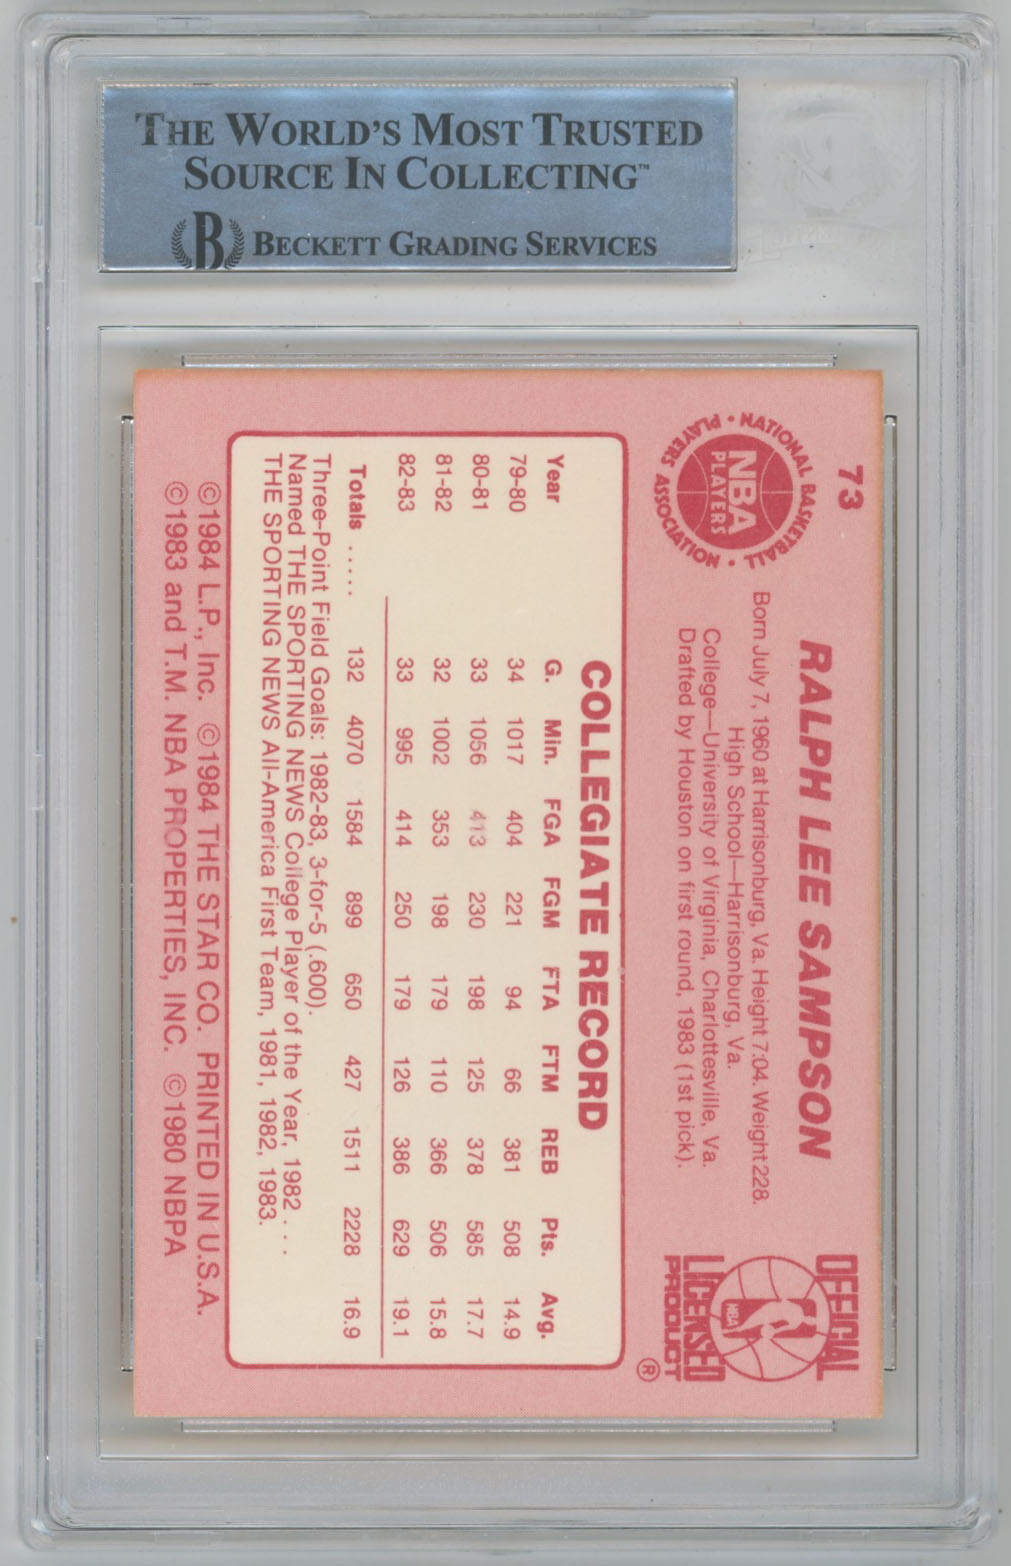 THE WORLD'S MOST TRUSTED
SOURCE IN COLLECTING™
B BECKETT GRADING SERVICES
73
RALPH LEE SAMPSON
Born July 7, 1960 at Harrisonburg, Va. Height 7:04. Weight 228.
High School—Harrisonburg, Va.
College—University of Virginia, Charlottesville, Va.
Drafted by Houston on first round, 1983 (1st pick).
NATIONAL BASKETBALL PLAYERS ASSOCIATION
NBA
PLAYERS
OFFICIAL
NBA
LICENSED
PRODUCT
®
COLLEGIATE RECORD
Year G. Min. FGA FGM FTA FTM REB Pts. Avg.
79-80 34 1017 404 221 94 66 381 508 14.9
80-81 33 1056 413 230 198 125 378 585 17.7
81-82 32 1002 353 198 179 110 366 506 15.8
82-83 33 995 414 250 179 126 386 629 19.1
Totals ..... 132 4070 1584 899 650 427 1511 2228 16.9
Three-Point Field Goals: 1982-83, 3-for-5 (.600).
Named THE SPORTING NEWS College Player of the Year, 1982 . . .
THE SPORTING NEWS All-America First Team, 1981, 1982, 1983.
©1984 L.P., Inc. ©1984 THE STAR CO. PRINTED IN U.S.A.
©1983 and T.M. NBA PROPERTIES, INC. ©1980 NBPA